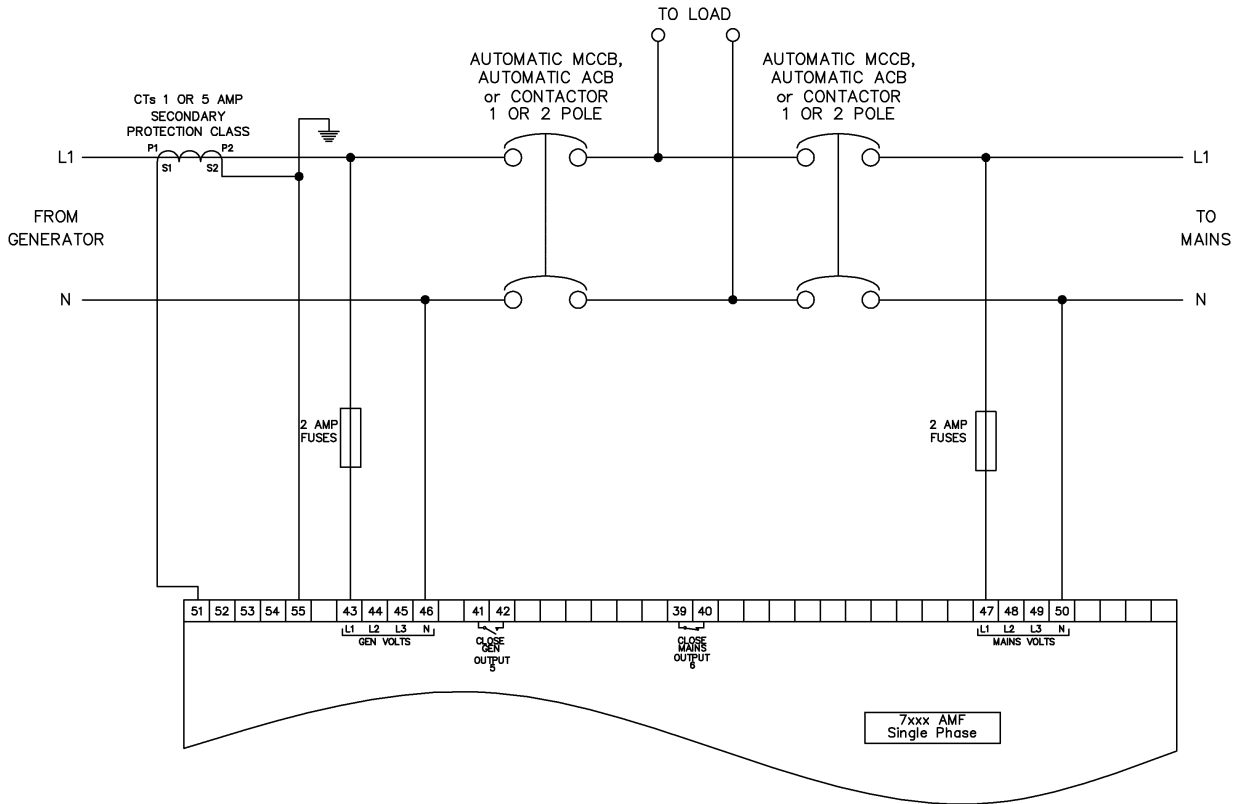 TO LOAD
AUTOMATIC MCCB,
AUTOMATIC ACB
or CONTACTOR
1 OR 2 POLE
AUTOMATIC MCCB,
AUTOMATIC ACB
or CONTACTOR
1 OR 2 POLE
CTs 1 OR 5 AMP
SECONDARY
PROTECTION CLASS
P1 P2
L1
S1 S2
L1
FROM
GENERATOR
TO
MAINS
N
N
2 AMP
FUSES
2 AMP
FUSES
51 52 53 54 55 43 44 45 46 41 42 39 40 47 48 49 50
L1 L2 L3 N
GEN VOLTS
CLOSE
GEN
OUTPUT
5
CLOSE
MAINS
OUTPUT
6
L1 L2 L3 N
MAINS VOLTS
7xxx AMF
Single Phase